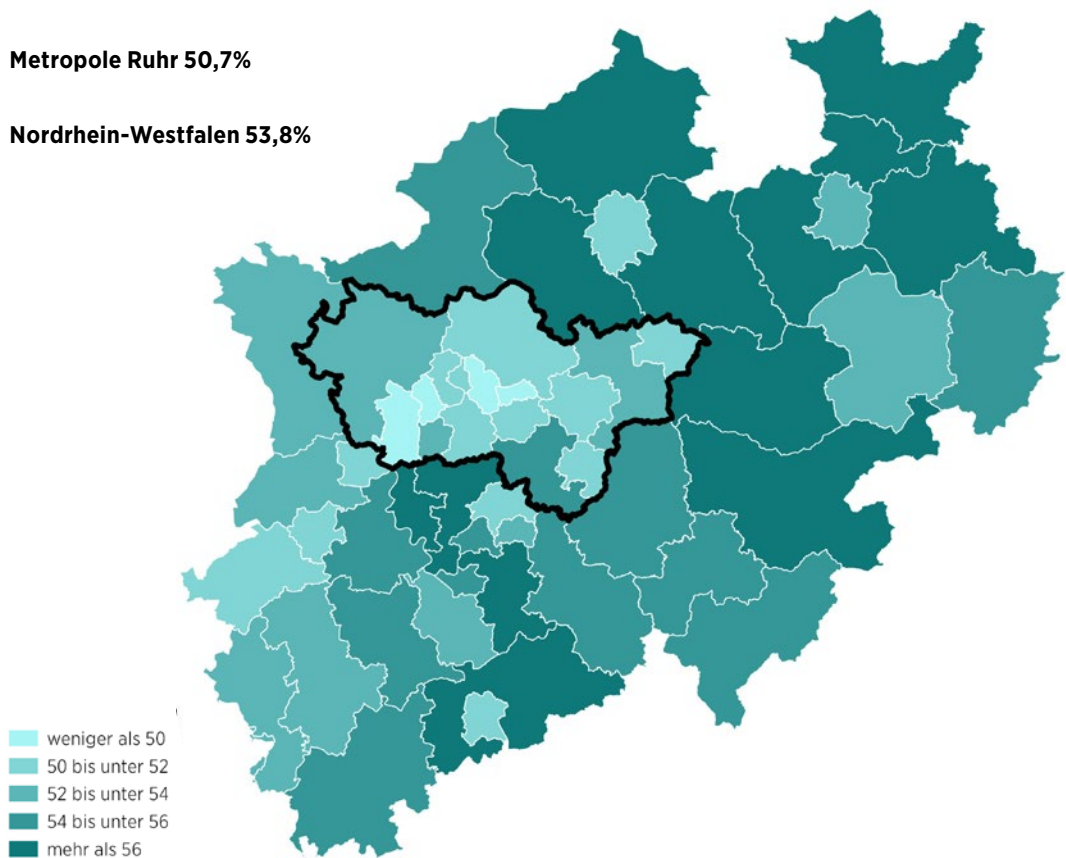 Metropole Ruhr 50,7%
Nordrhein-Westfalen 53,8%
weniger als 50
50 bis unter 52
52 bis unter 54
54 bis unter 56
mehr als 56